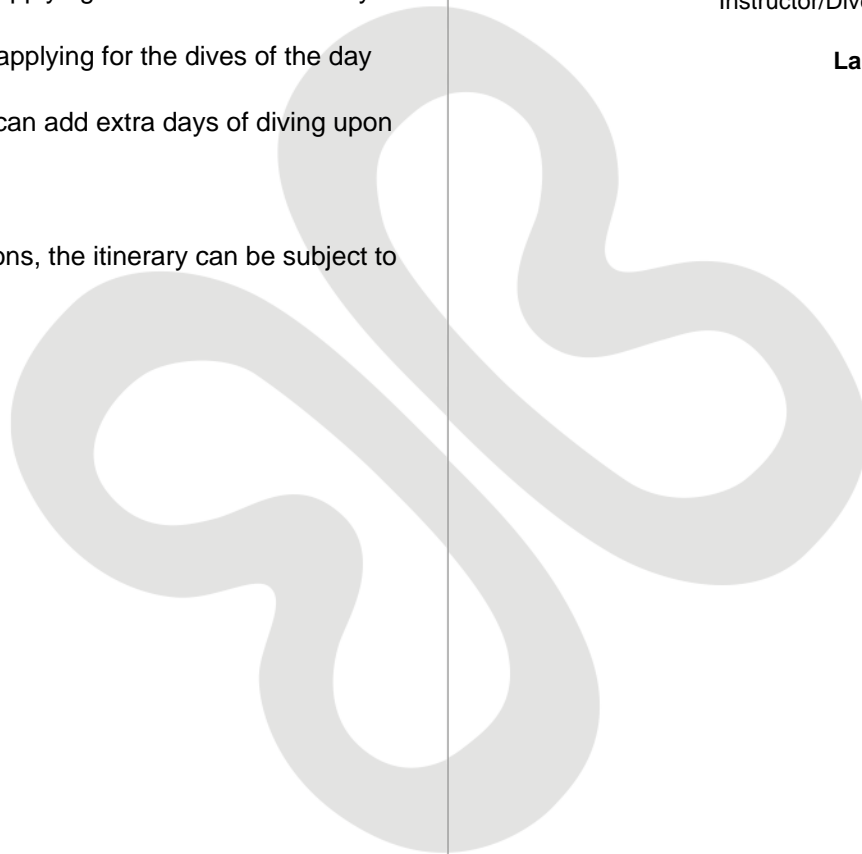 applying for the dives of the day
can add extra days of diving upon
ons, the itinerary can be subject to
Instructor/Dive
La